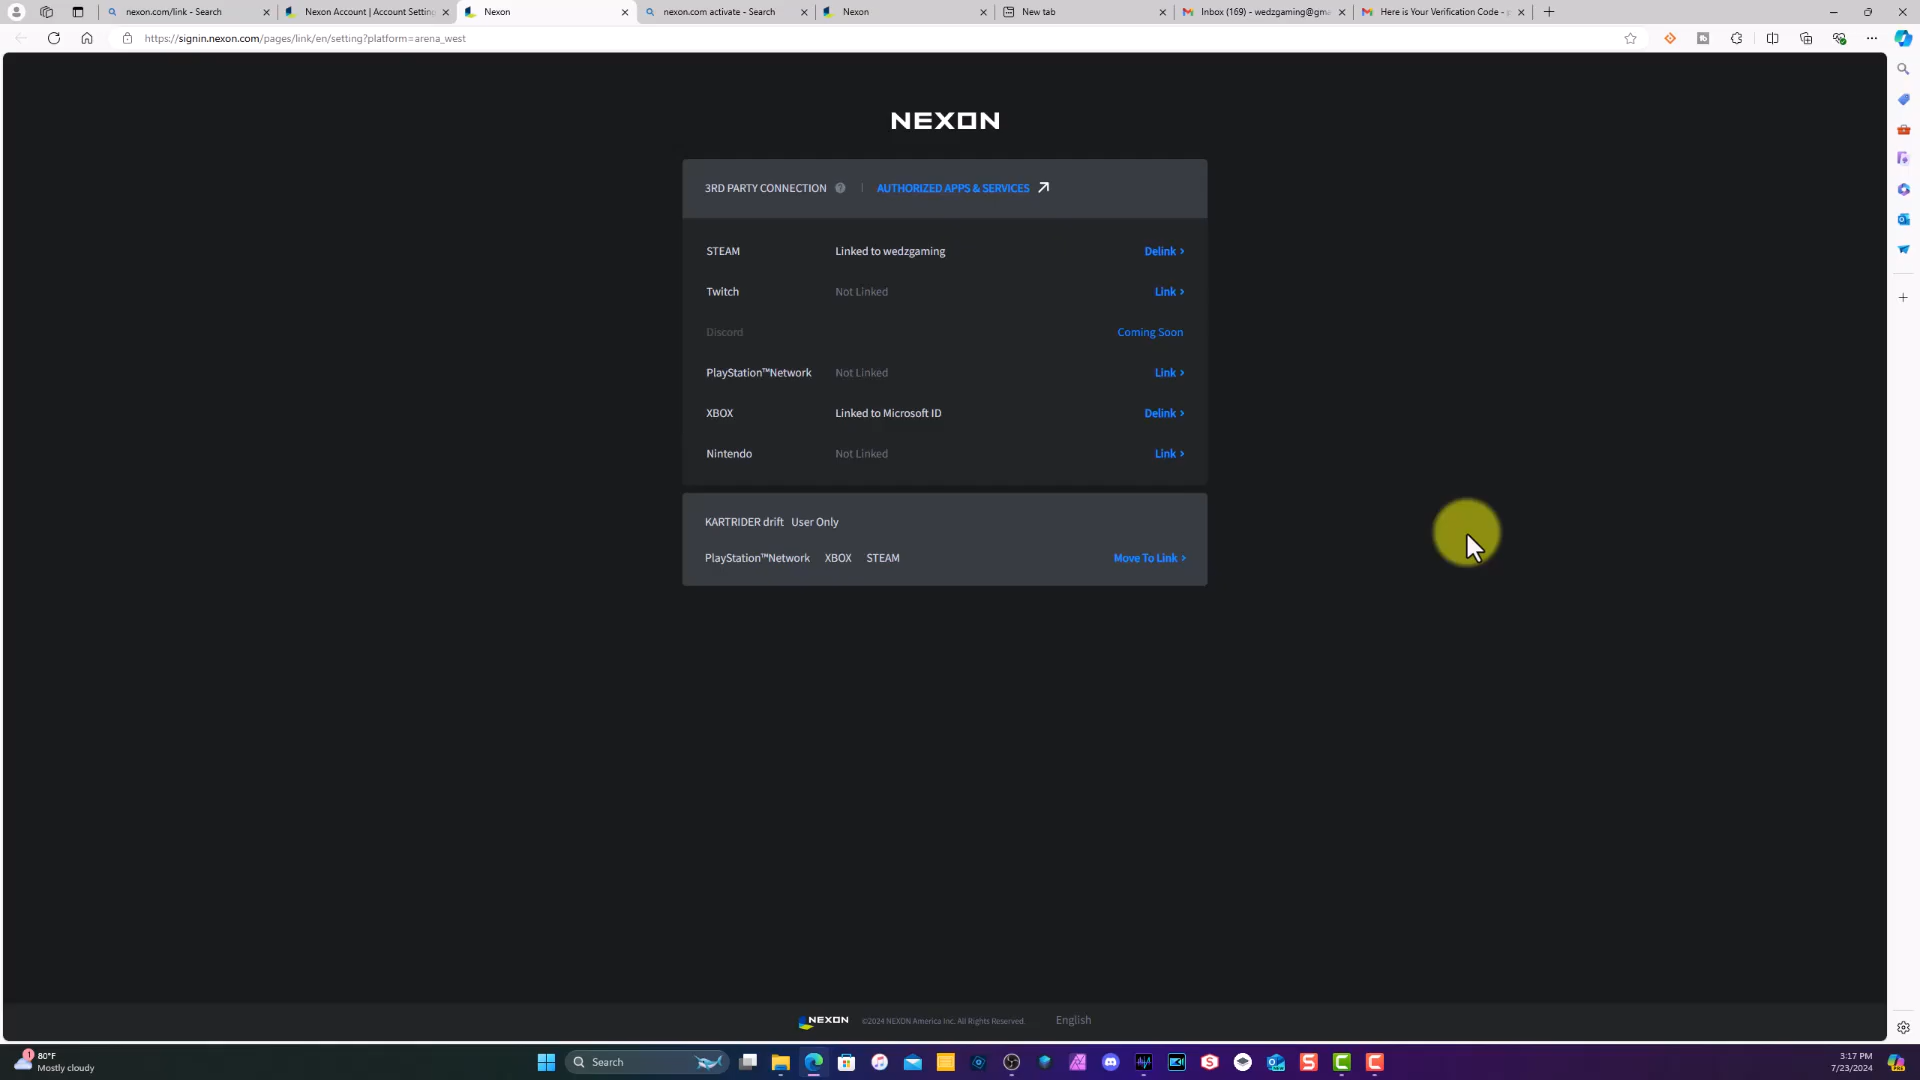 nexon.com/link - Search
Nexon Account | Account Setting
Nexon
nexon.com activate - Search
Nexon
New tab
Inbox (169) - wedzgaming@gma
Here is Your Verification Code -
https://signin.nexon.com/pages/link/en/setting?platform=arena_west
NEXON
3RD PARTY CONNECTION ? | AUTHORIZED APPS & SERVICES
STEAM Linked to wedzgaming Delink >
Twitch Not Linked Link >
Discord Coming Soon
PlayStation™Network Not Linked Link >
XBOX Linked to Microsoft ID Delink >
Nintendo Not Linked Link >
KARTRIDER drift User Only
PlayStation™Network XBOX STEAM Move To Link >
NEXON ©2024 NEXON America Inc. All Rights Reserved. English
1 80°F
Mostly cloudy
Search
3:17 PM
7/23/2024